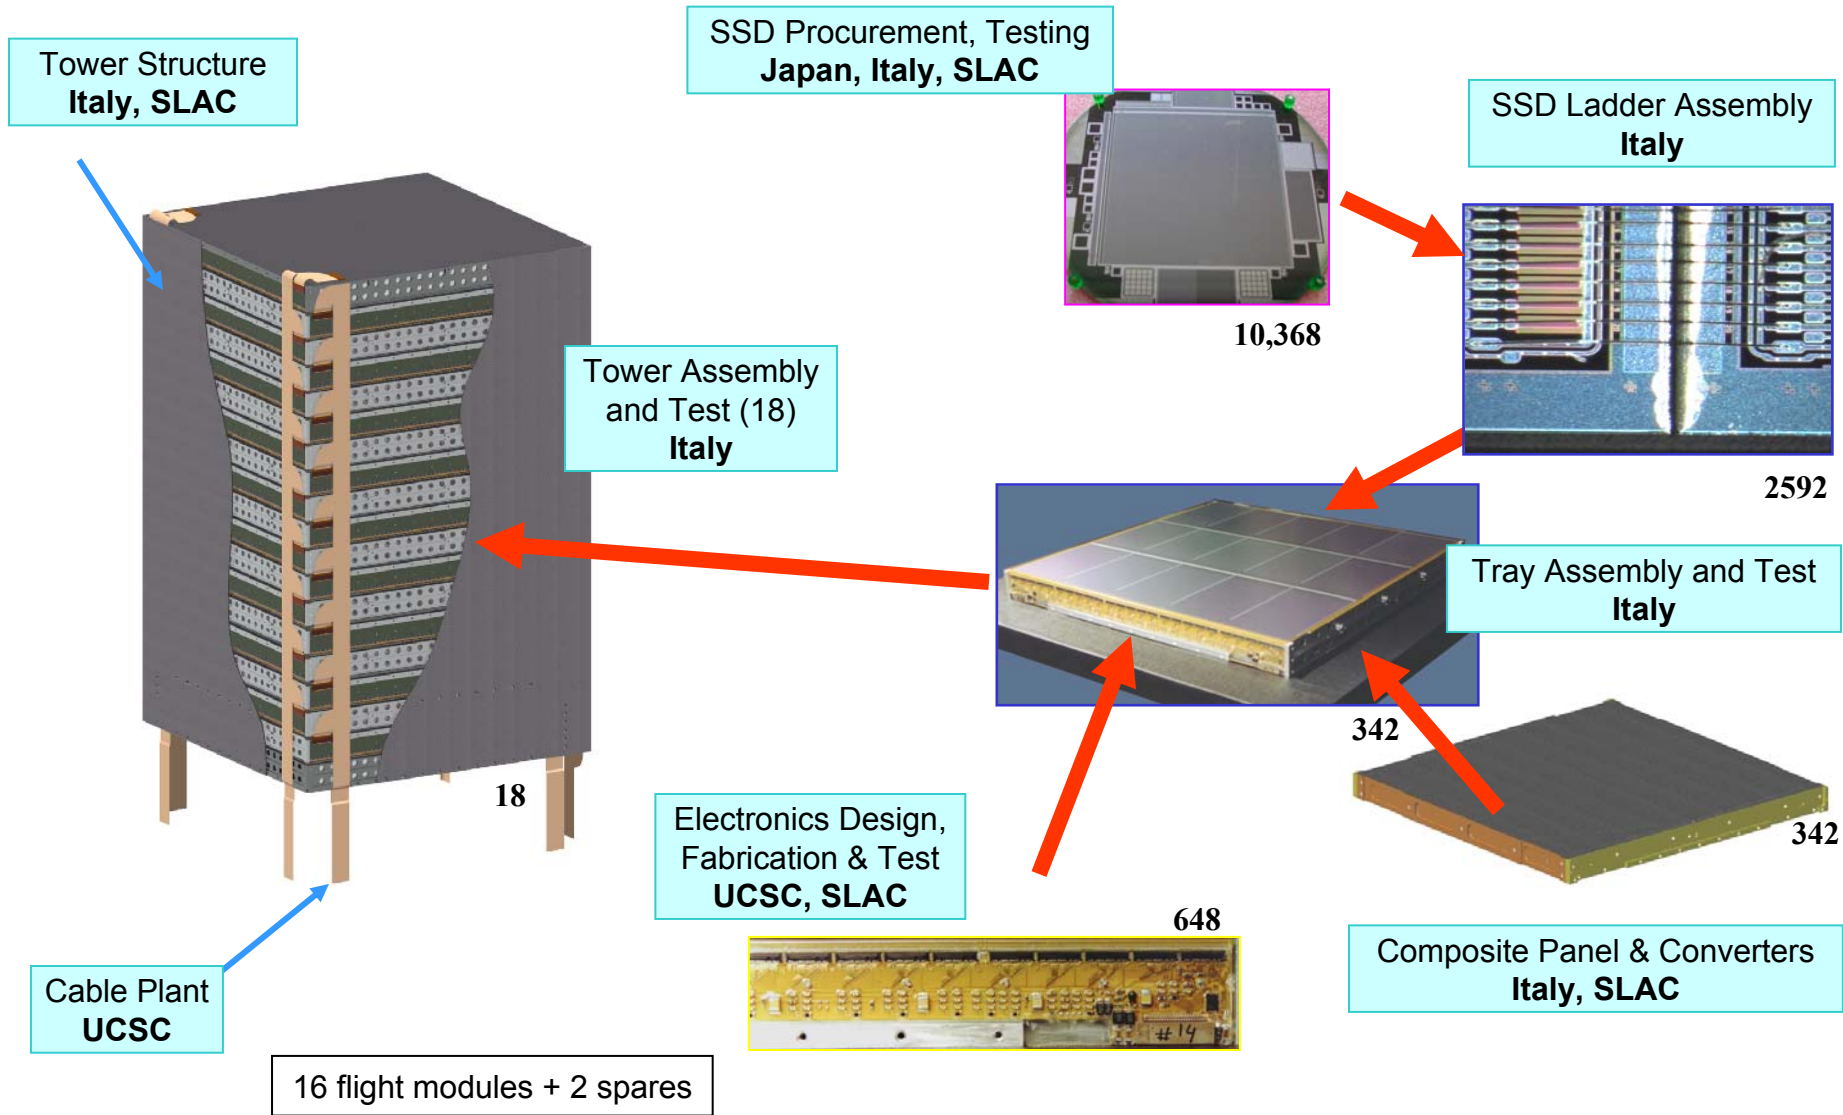 SSD Procurement, Testing
Japan, Italy, SLAC
Tower Structure
Italy, SLAC
SSD Ladder Assembly
Italy
10,368
Tower Assembly
and Test (18)
Italy
2592
Tray Assembly and Test
Italy
342
18
Electronics Design,
Fabrication & Test
UCSC, SLAC
342
648
Composite Panel & Converters
Italy, SLAC
Cable Plant
UCSC
#14
16 flight modules + 2 spares